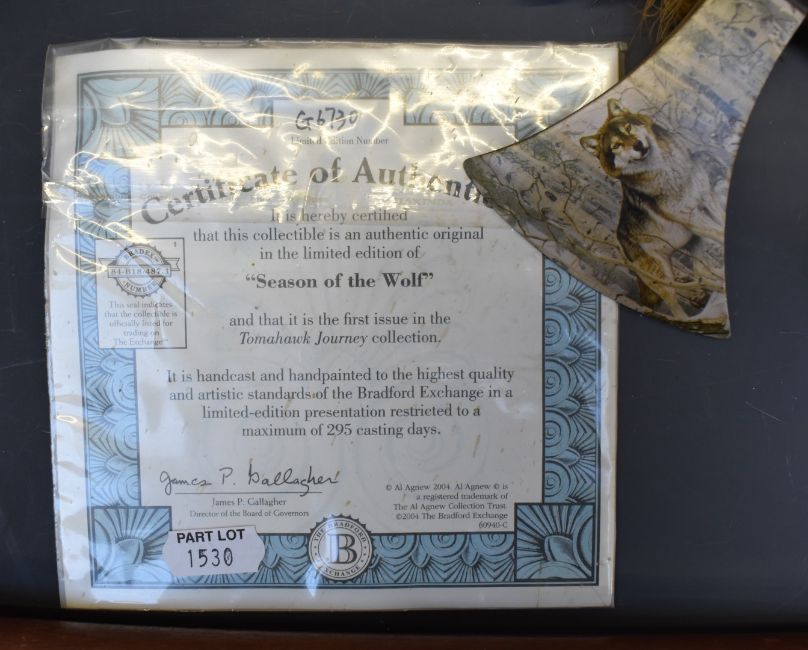 G6730
Limited Edition Number
Certificate of Authenti
It is hereby certified
that this collectible is an authentic original
in the limited edition of
"Season of the Wolf"
and that it is the first issue in the
Tomahawk Journey collection.
It is handcast and handpainted to the highest quality
and artistic standards of the Bradford Exchange in a
limited-edition presentation restricted to a
maximum of 295 casting days.
BRADEX
84-B18-487.1
NUMBER
This seal indicates
that the collectible is
officially listed for
trading on
The Exchange
James P. Gallagher
James P. Gallagher
Director of the Board of Governors
© Al Agnew 2004. Al Agnew © is
a registered trademark of
The Al Agnew Collection Trust.
©2004 The Bradford Exchange
60940-C
PART LOT
1530
THE BRADFORD
B
EXCHANGE